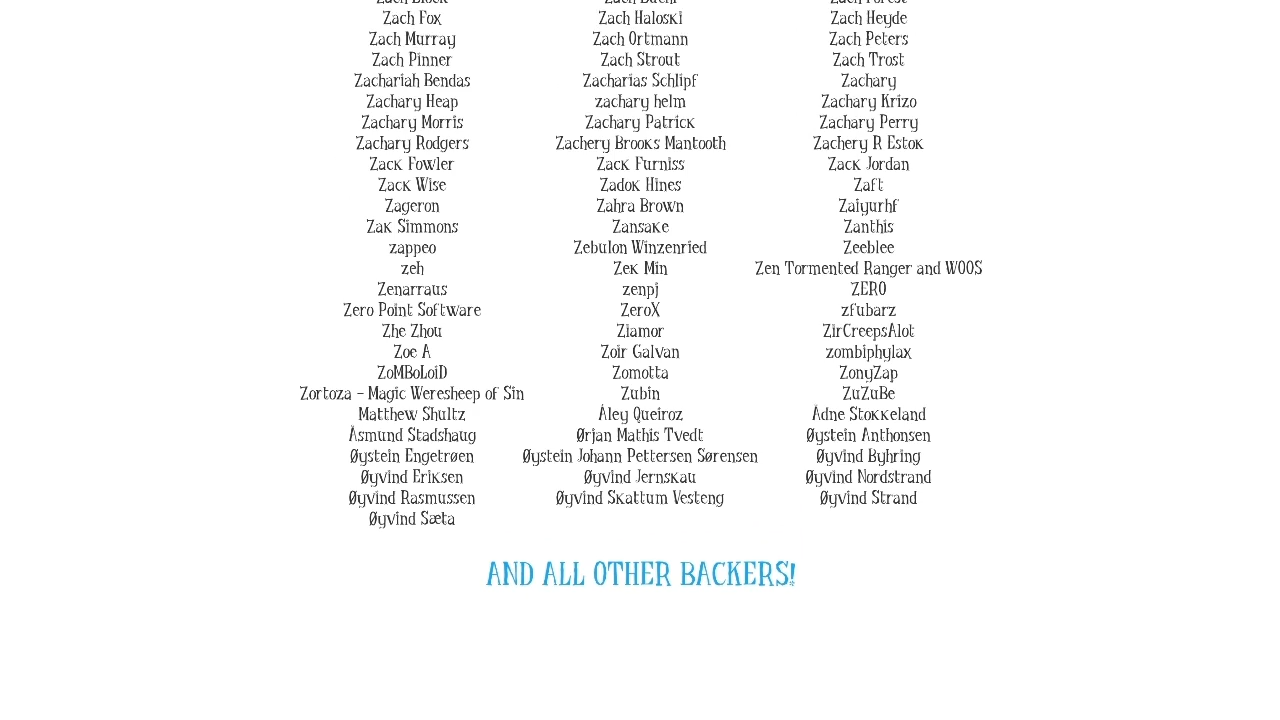 Zach Fox Zach Haloski Zach Heyde
Zach Murray Zach Ortmann Zach Peters
Zach Pinner Zach Strout Zach Trost
Zachariah Bendas Zacharias Schlipf Zachary
Zachary Heap zachary helm Zachary Krizo
Zachary Morris Zachary Patrick Zachary Perry
Zachary Rodgers Zachery Brooks Mantooth Zachery R Estok
Zack Fowler Zack Furniss Zack Jordan
Zack Wise Zadok Hines Zaft
Zageron Zahra Brown Zaiyurhf
Zak Simmons Zansake Zanthis
zappeo Zebulon Winzenried Zeeblee
zeh Zek Min Zen Tormented Ranger and WOOS
Zenarraus zenpj ZERO
Zero Point Software ZeroX zfubarz
Zhe Zhou Ziamor ZirCreepsAlot
Zoe A Zoir Galvan zombiphylax
ZoMBoLoiD Zomotta ZonyZap
Zortoza - Magic Weresheep of Sin Zubin ZuZuBe
Matthew Shultz Áley Queiroz Ådne Stokkeland
Åsmund Stadshaug Ørjan Mathis Tvedt Øystein Anthonsen
Øystein Engetrøen Øystein Johann Pettersen Sørensen Øyvind Byhring
Øyvind Eriksen Øyvind Jernskau Øyvind Nordstrand
Øyvind Rasmussen Øyvind Skattum Vesteng Øyvind Strand
Øyvind Sæta
AND ALL OTHER BACKERS!